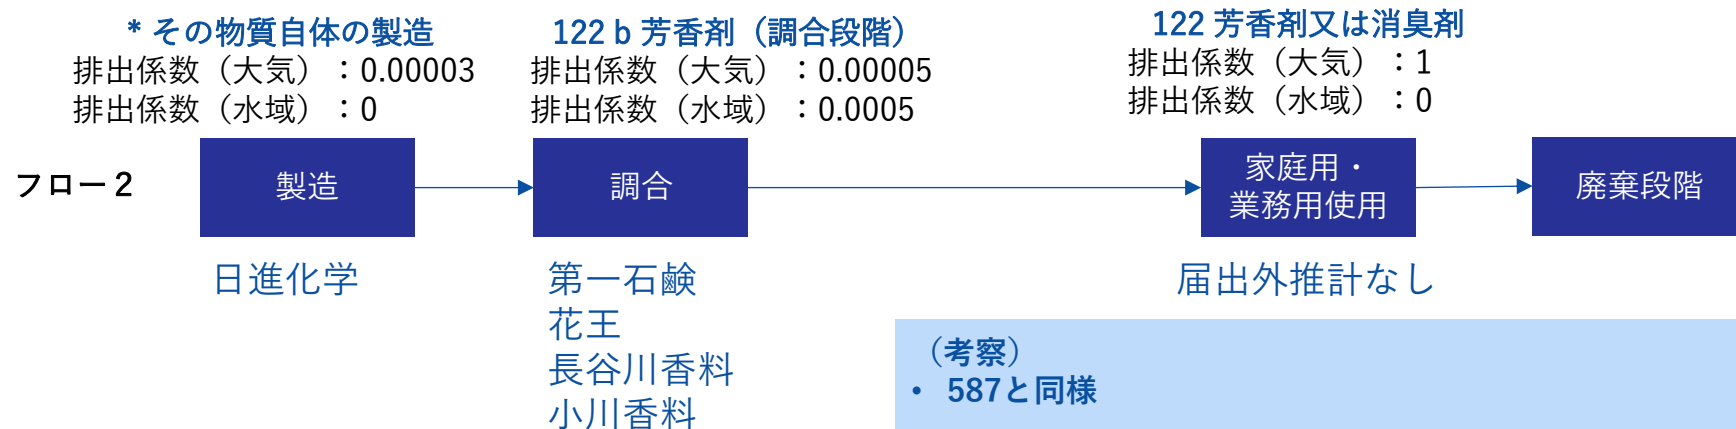 * その物質自体の製造
排出係数（大気）：0.00003
排出係数（水域）：0
122 b 芳香剤（調合段階）
排出係数（大気）：0.00005
排出係数（水域）：0.0005
122 芳香剤又は消臭剤
排出係数（大気）：1
排出係数（水域）：0
フロー２
製造
調合
家庭用・
業務用使用
廃棄段階
日進化学
第一石鹸
花王
長谷川香料
小川香料
届出外推計なし
（考察）
• 587と同様